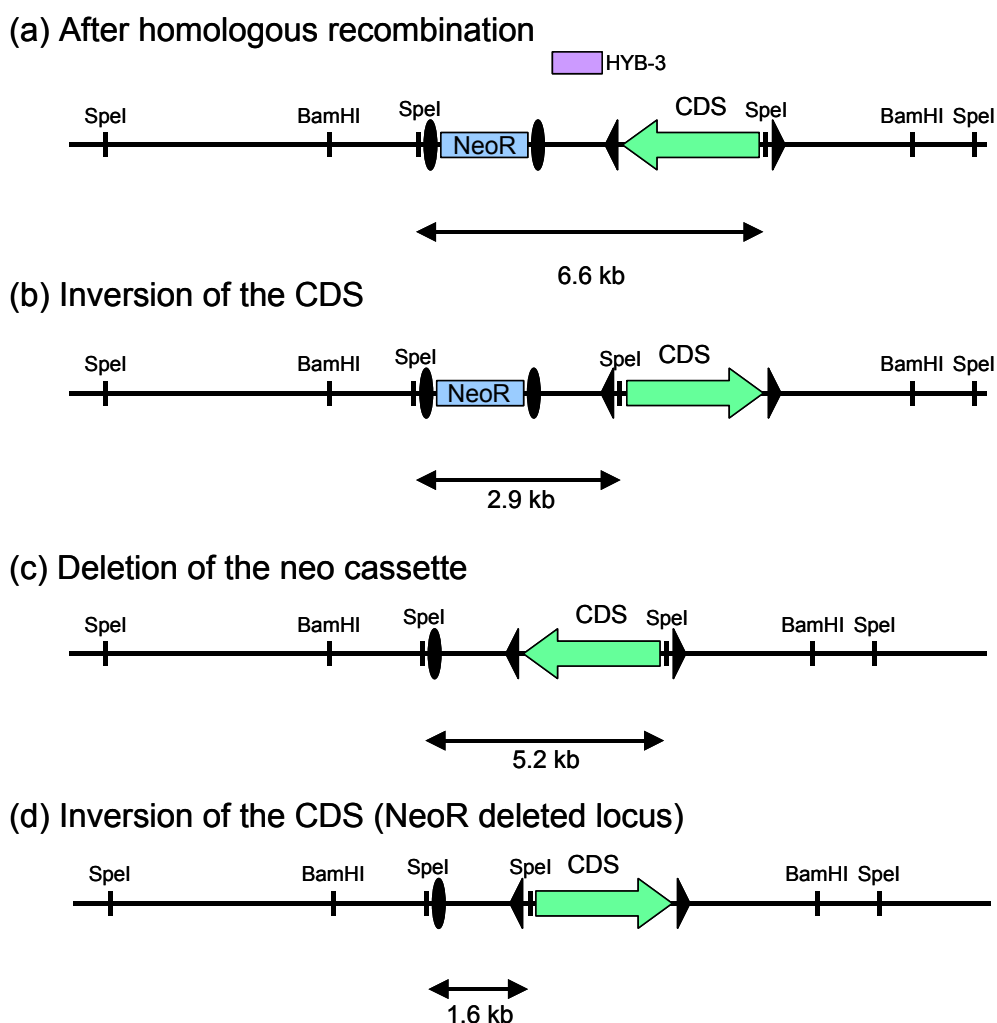 (a) After homologous recombination
HYB-3
SpeI BamHI SpeI CDS SpeI BamHI SpeI
NeoR
6.6 kb
(b) Inversion of the CDS
SpeI BamHI SpeI SpeI CDS BamHI SpeI
NeoR
2.9 kb
(c) Deletion of the neo cassette
SpeI BamHI SpeI CDS SpeI BamHI SpeI
5.2 kb
(d) Inversion of the CDS (NeoR deleted locus)
SpeI BamHI SpeI SpeI CDS BamHI SpeI
1.6 kb